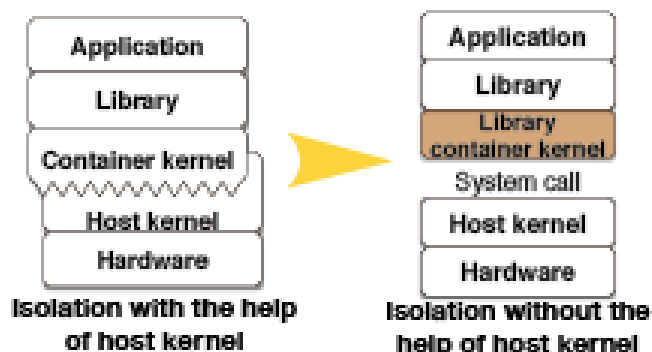 Application
Library
Container kernel
Host kernel
Hardware
Isolation with the help
of host kernel
Application
Library
Library
container kernel
System call
Host kernel
Hardware
Isolation without the
help of host kernel